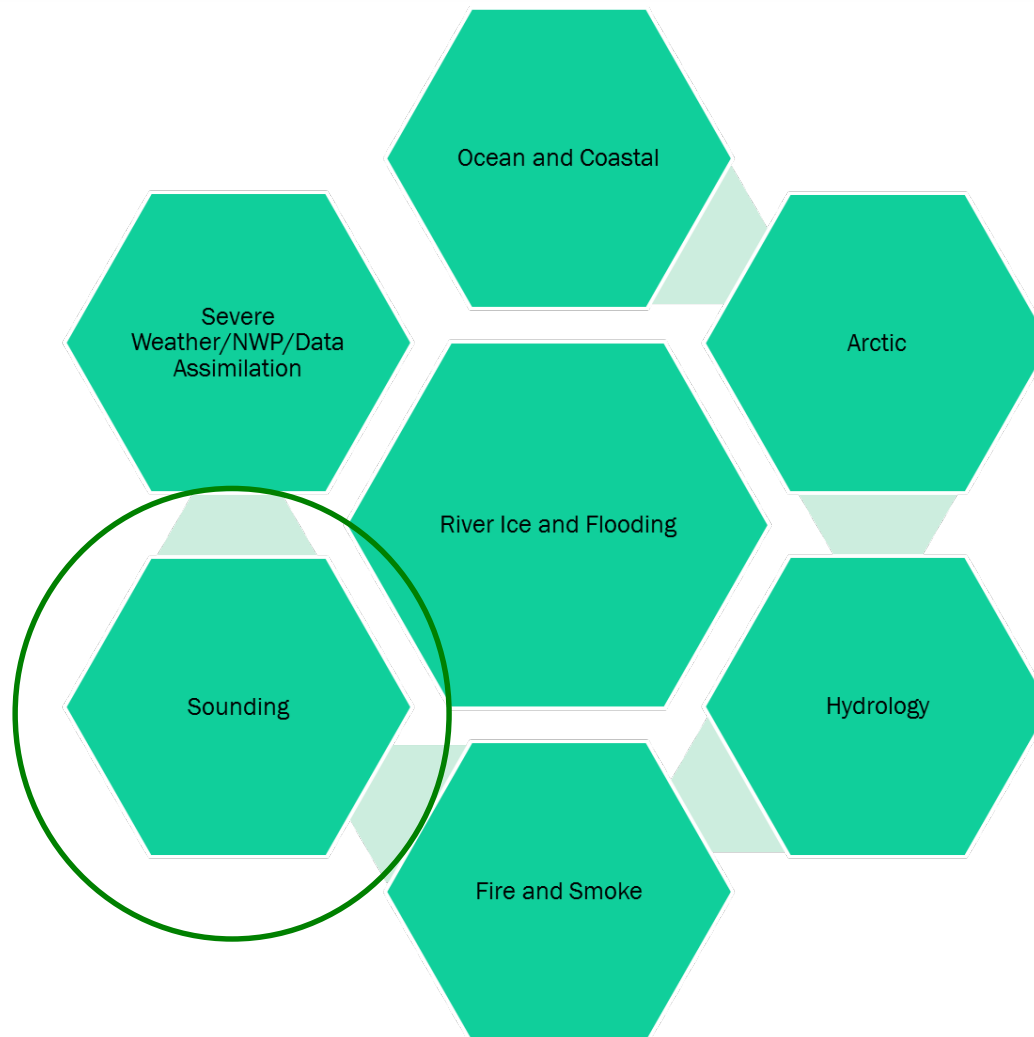 Ocean and Coastal
Severe
Weather/NWP/Data
Assimilation
Arctic
River Ice and Flooding
Sounding
Hydrology
Fire and Smoke